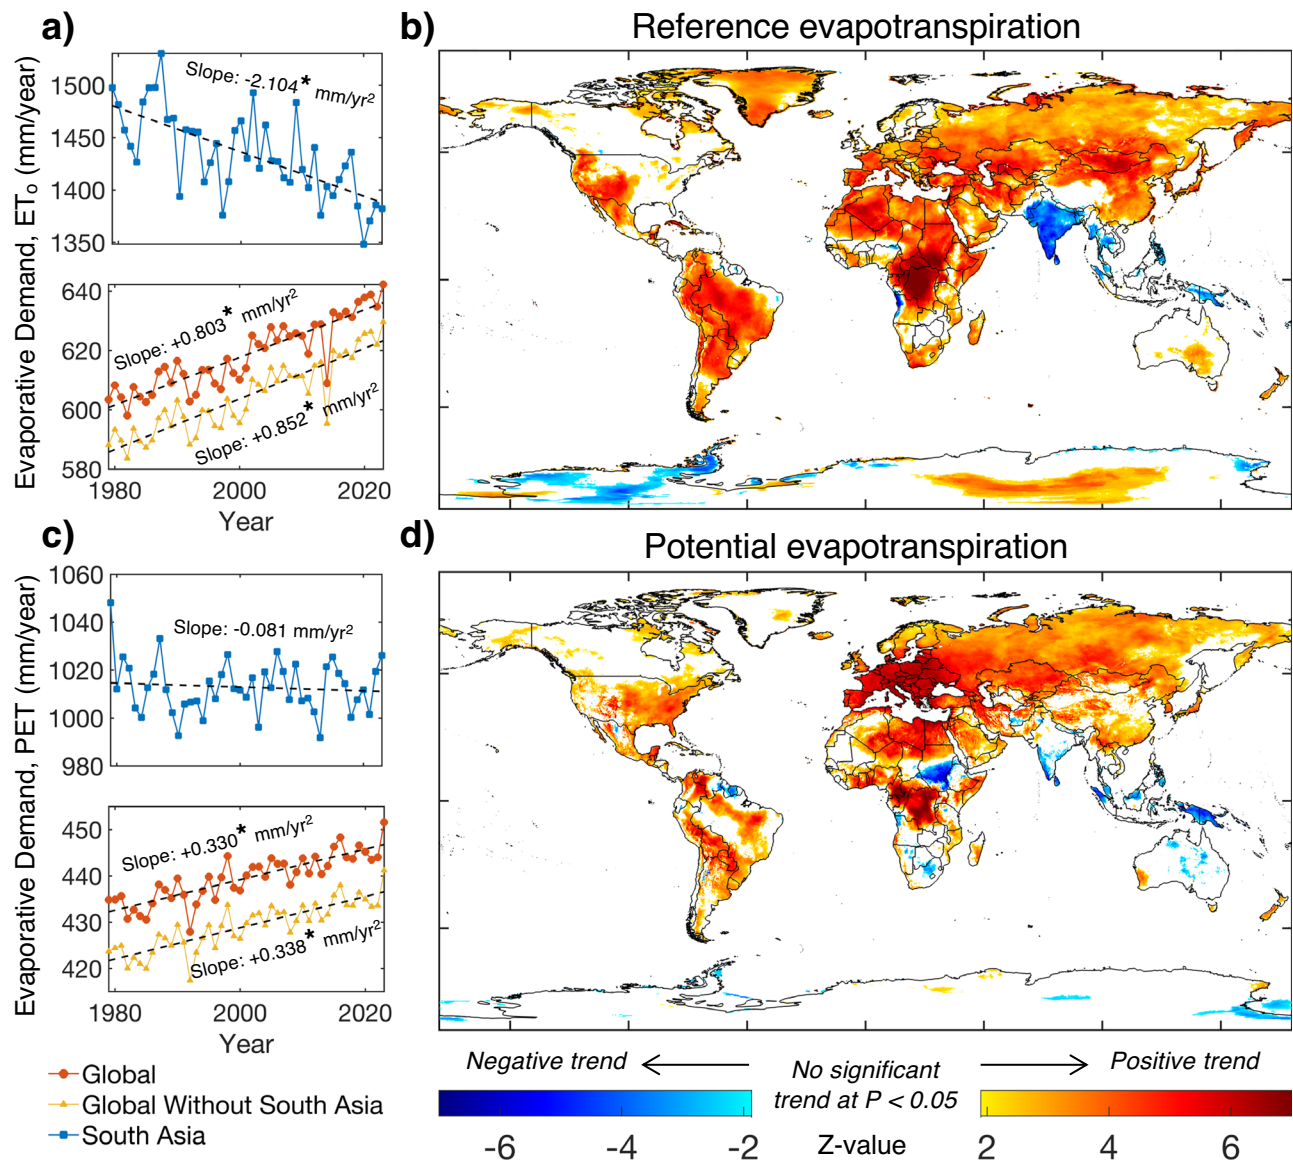 a)
Evaporative Demand, ETo (mm/year)
1500
1450
1400
1350
Slope: -2.104* mm/yr²
640
620
600
580
Slope: +0.803* mm/yr²
Slope: +0.852* mm/yr²
1980
2000
2020
Year
b)
Reference evapotranspiration
c)
Evaporative Demand, PET (mm/year)
1060
1040
1020
1000
980
Slope: -0.081 mm/yr²
450
440
430
420
Slope: +0.330* mm/yr²
Slope: +0.338* mm/yr²
1980
2000
2020
Year
d)
Potential evapotranspiration
Global
Global Without South Asia
South Asia
Negative trend
No significant
trend at P < 0.05
Positive trend
-6
-4
-2
Z-value
2
4
6